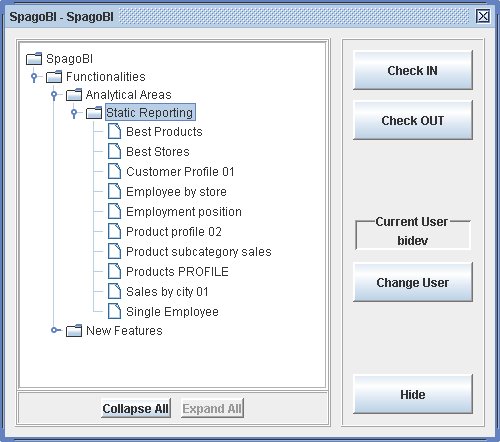 SpagoBI - SpagoBI
SpagoBI
Functionalities
Analytical Areas
Static Reporting
Best Products
Best Stores
Customer Profile 01
Employee by store
Employment position
Product profile 02
Product subcategory sales
Products PROFILE
Sales by city 01
Single Employee
New Features
Collapse All
Expand All
Check IN
Check OUT
Current User
bidev
Change User
Hide